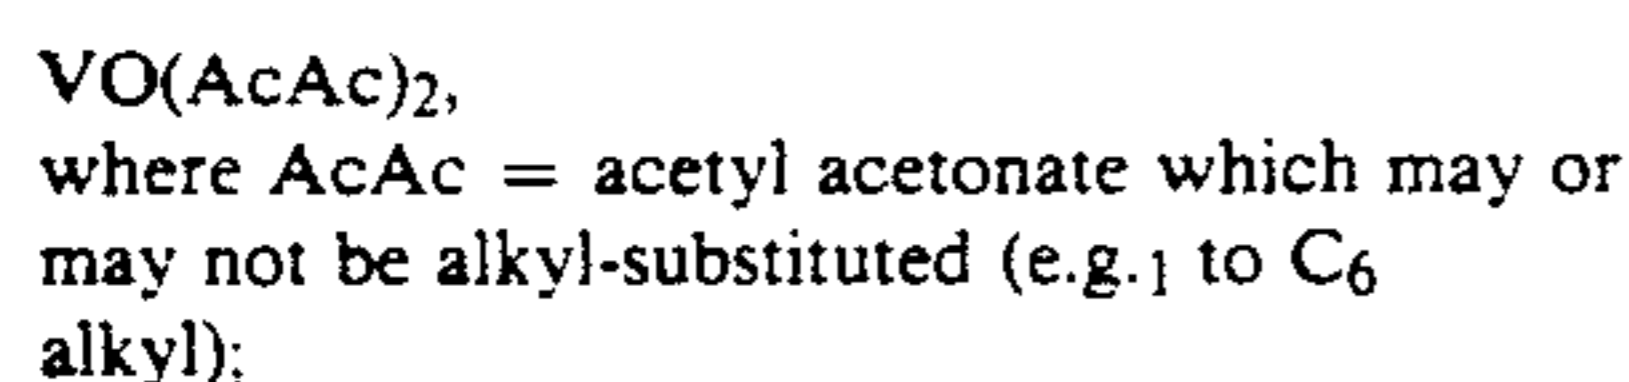 VO(AcAc)₂,
where AcAc = acetyl acetonate which may or
may not be alkyl-substituted (e.g.₁ to C₆
alkyl);